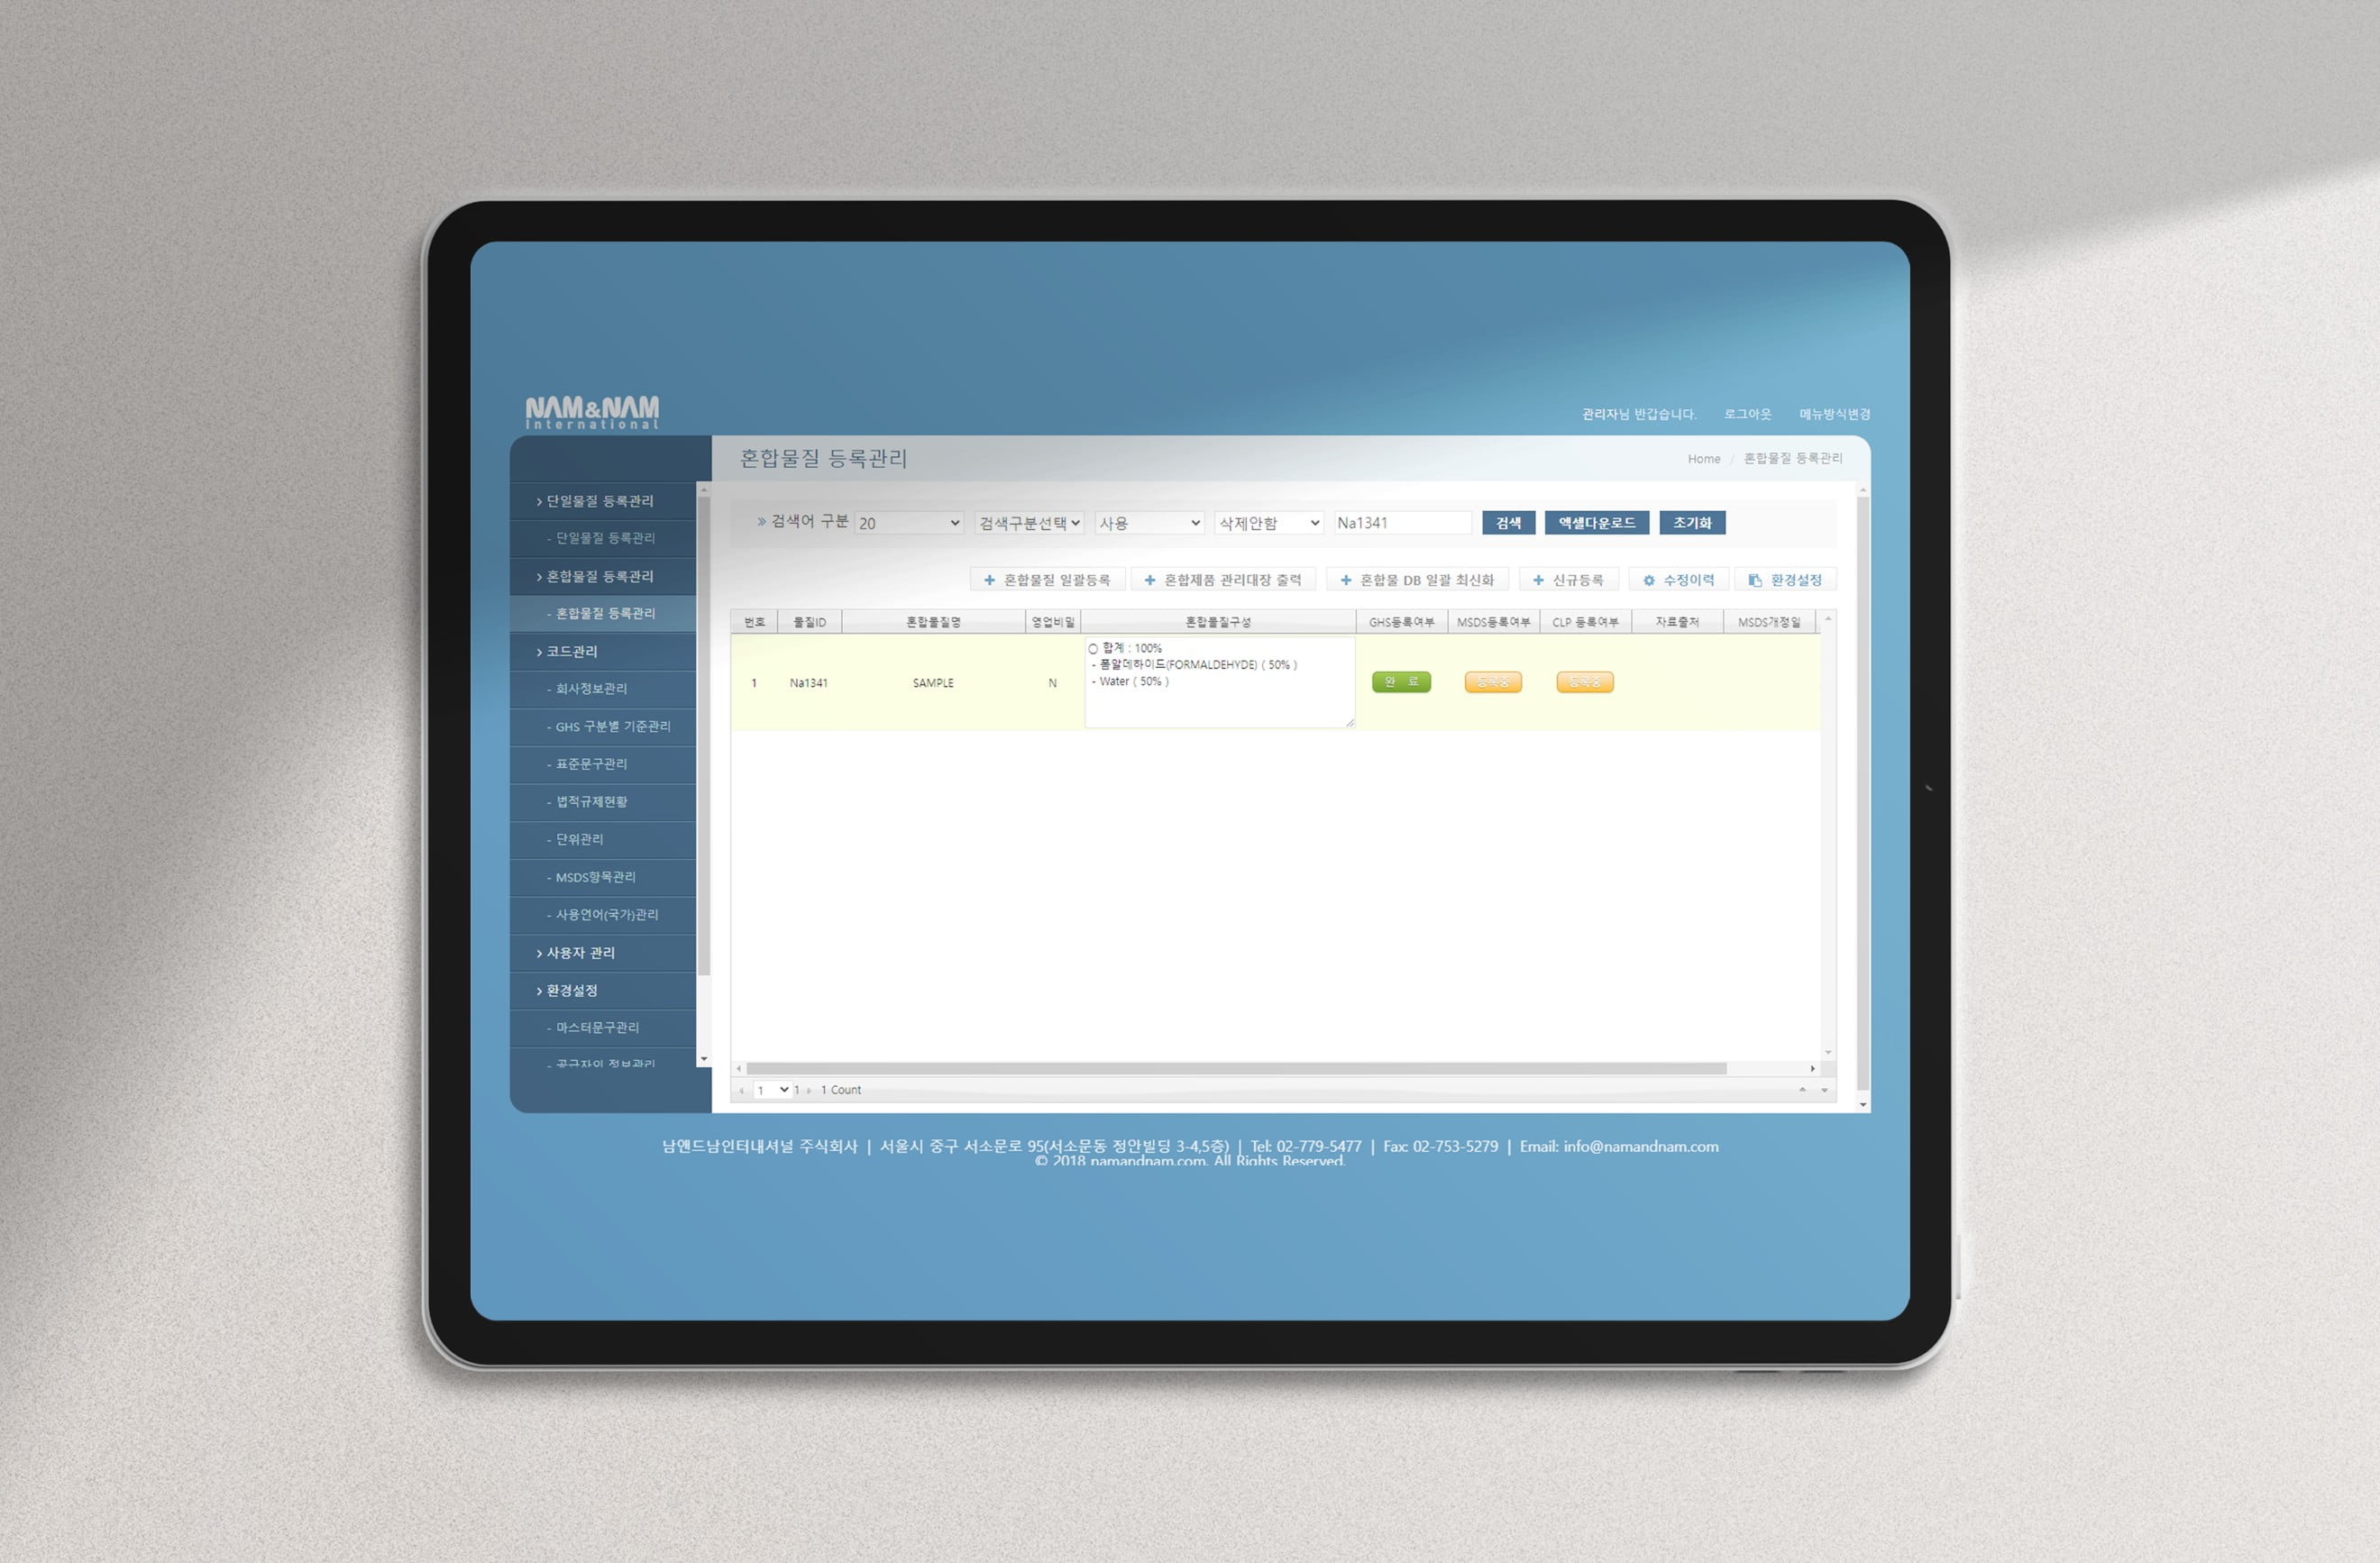 NAM&NAM
International
관리자님 반갑습니다. 로그아웃 메뉴방식변경
혼합물질 등록관리
Home / 혼합물질 등록관리
> 단일물질 등록관리
- 단일물질 등록관리
> 혼합물질 등록관리
- 혼합물질 등록관리
> 코드관리
- 회사정보관리
- GHS 구분별 기준관리
- 표준문구관리
- 법적규제현황
- 단위관리
- MSDS항목관리
- 사용언어(국가)관리
> 사용자 관리
> 환경설정
- 마스터문구관리
- 공급자의 정보관리
» 검색어 구분 20 검색구분선택 사용 삭제안함 Na1341 검색 엑셀다운로드 초기화
+ 혼합물질 일괄등록 + 혼합제품 관리대장 출력 + 혼합물 DB 일괄 최신화 + 신규등록 수정이력 환경설정
번호 물질ID 혼합물질명 영업비밀 혼합물질구성 GHS등록여부 MSDS등록여부 CLP 등록여부 자료출저 MSDS개정일
○ 합계 : 100%
- 폼알데하이드(FORMALDEHYDE) ( 50% )
- Water ( 50% )
1 Na1341 SAMPLE N 완 료 등록중 등록중
1 1 1 Count
남앤드남인터내셔널 주식회사 | 서울시 중구 서소문로 95(서소문동 정안빌딩 3-4,5층) | Tel: 02-779-5477 | Fax: 02-753-5279 | Email: info@namandnam.com
© 2018 namandnam.com. All Rights Reserved.